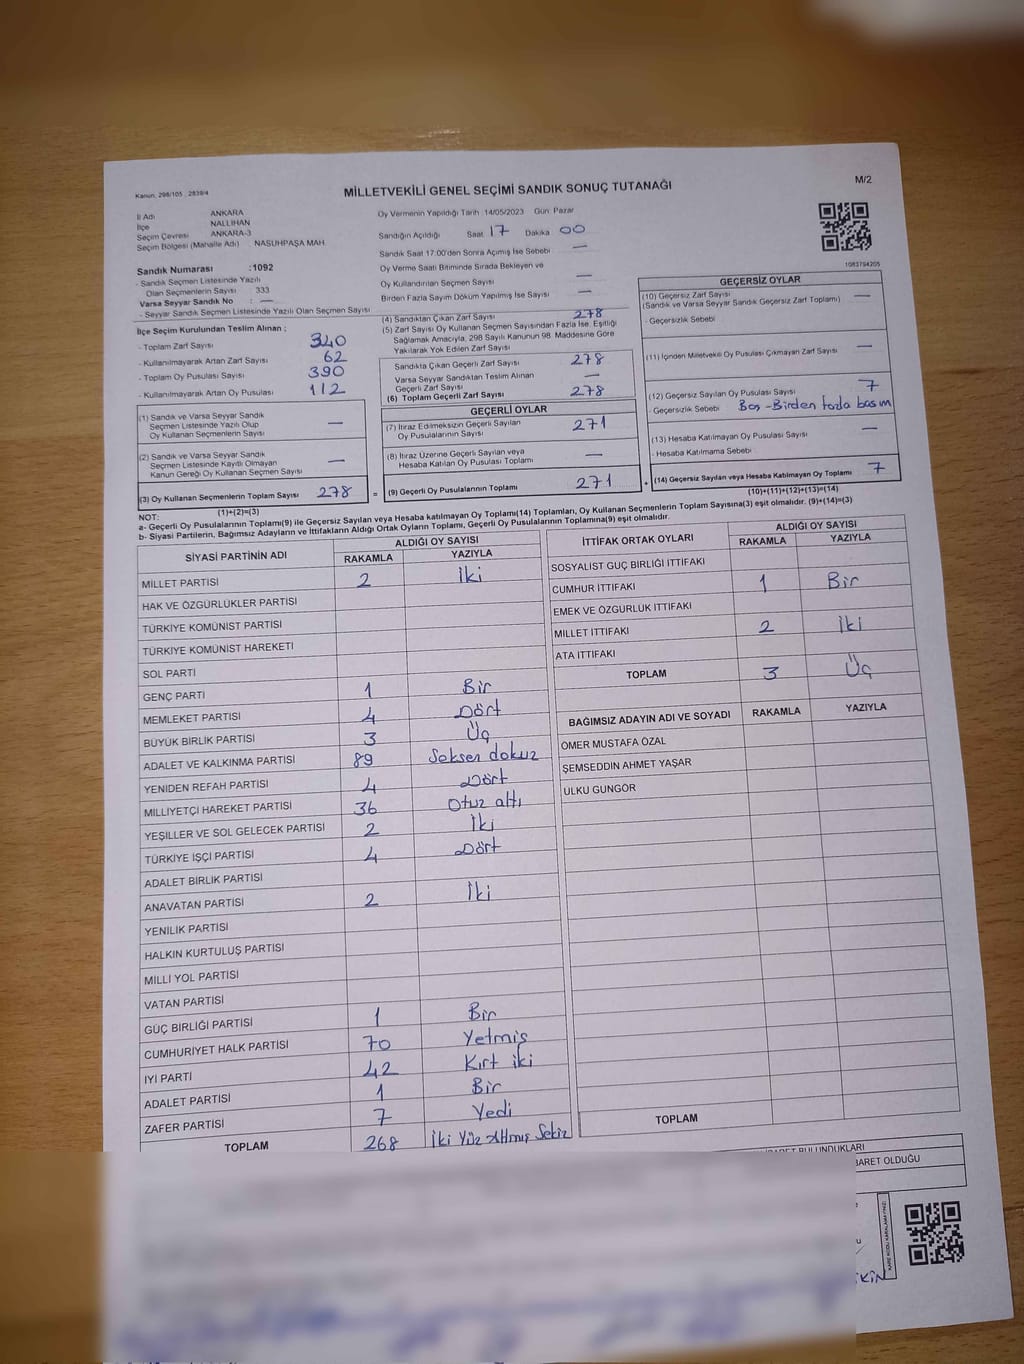 Kanun: 298/105 , 2839/4
MİLLETVEKİLİ GENEL SEÇİMİ SANDIK SONUÇ TUTANAĞI
M/2
İl Adı ANKARA
İlçe NALLIHAN
Seçim Çevresi ANKARA-3
Seçim Bölgesi (Mahalle Adı) NASUHPAŞA MAH.
Oy Vermenin Yapıldığı Tarih 14/05/2023 Gün Pazar
Sandığın Açıldığı Saat 17 Dakika 00
Sandık Saat 17:00'den Sonra Açılmış İse Sebebi —
Oy Verme Saati Bitiminde Sırada Bekleyen ve
Oy Kullandırılan Seçmen Sayısı —
Birden Fazla Sayım Döküm Yapılmış İse Sayısı —
1083794205
Sandık Numarası :1092
- Sandık Seçmen Listesinde Yazılı
Olan Seçmenlerin Sayısı 333
Varsa Seyyar Sandık No : —
- Seyyar Sandık Seçmen Listesinde Yazılı Olan Seçmen Sayısı
İlçe Seçim Kurulundan Teslim Alınan ;
- Toplam Zarf Sayısı 340
- Kullanılmayarak Artan Zarf Sayısı 62
- Toplam Oy Pusulası Sayısı 390
- Kullanılmayarak Artan Oy Pusulası 112
(4) Sandıktan Çıkan Zarf Sayısı 278
(5) Zarf Sayısı Oy Kullanan Seçmen Sayısından Fazla İse, Eşitliği
Sağlamak Amacıyla, 298 Sayılı Kanunun 98. Maddesine Göre
Yakılarak Yok Edilen Zarf Sayısı
Sandıkta Çıkan Geçerli Zarf Sayısı 278
Varsa Seyyar Sandıktan Teslim Alınan
Geçerli Zarf Sayısı —
(6) Toplam Geçerli Zarf Sayısı 278
GEÇERSİZ OYLAR
(10) Geçersiz Zarf Sayısı
(Sandık ve Varsa Seyyar Sandık Geçersiz Zarf Toplamı) —
- Geçersizlik Sebebi
(11) İçinden Milletvekili Oy Pusulası Çıkmayan Zarf Sayısı —
(12) Geçersiz Sayılan Oy Pusulası Sayısı 7
- Geçersizlik Sebebi Boş -Birden fazla basım
(13) Hesaba Katılmayan Oy Pusulası Sayısı —
- Hesaba Katılmama Sebebi
(14) Geçersiz Sayılan veya Hesaba Katılmayan Oy Toplamı 7
(10)+(11)+(12)+(13)=(14)
(1) Sandık ve Varsa Seyyar Sandık
Seçmen Listesinde Yazılı Olup
Oy Kullanan Seçmenlerin Sayısı —
(2) Sandık ve Varsa Seyyar Sandık
Seçmen Listesinde Kayıtlı Olmayan
Kanun Gereği Oy Kullanan Seçmen Sayısı —
(3) Oy Kullanan Seçmenlerin Toplam Sayısı 278 =
(1)+(2)=(3)
GEÇERLİ OYLAR
(7) İtiraz Edilmeksizin Geçerli Sayılan
Oy Pusulalarının Sayısı 271
(8) İtiraz Üzerine Geçerli Sayılan veya
Hesaba Katılan Oy Pusulası Toplamı —
(9) Geçerli Oy Pusulalarının Toplamı 271 +
NOT:
a- Geçerli Oy Pusulalarının Toplamı(9) ile Geçersiz Sayılan veya Hesaba katılmayan Oy Toplamı(14) Toplamları, Oy Kullanan Seçmenlerin Toplam Sayısına(3) eşit olmalıdır. (9)+(14)=(3)
b- Siyasi Partilerin, Bağımsız Adayların ve İttifakların Aldığı Ortak Oyların Toplamı, Geçerli Oy Pusulalarının Toplamına(9) eşit olmalıdır.
SİYASİ PARTİNİN ADI ALDIĞI OY SAYISI
RAKAMLA YAZIYLA
MİLLET PARTİSİ 2 İki
HAK VE ÖZGÜRLÜKLER PARTİSİ
TÜRKİYE KOMÜNİST PARTİSİ
TÜRKİYE KOMÜNİST HAREKETİ
SOL PARTİ
GENÇ PARTİ 1 Bir
MEMLEKET PARTİSİ 4 Dört
BÜYÜK BİRLİK PARTİSİ 3 Üç
ADALET VE KALKINMA PARTİSİ 89 Seksen dokuz
YENİDEN REFAH PARTİSİ 4 Dört
MİLLİYETÇİ HAREKET PARTİSİ 36 Otuz altı
YEŞİLLER VE SOL GELECEK PARTİSİ 2 İki
TÜRKİYE İŞÇİ PARTİSİ 4 Dört
ADALET BİRLİK PARTİSİ
ANAVATAN PARTİSİ 2 İki
YENİLİK PARTİSİ
HALKIN KURTULUŞ PARTİSİ
MİLLİ YOL PARTİSİ
VATAN PARTİSİ
GÜÇ BİRLİĞİ PARTİSİ 1 Bir
CUMHURİYET HALK PARTİSİ 70 Yetmiş
İYİ PARTİ 42 Kırt iki
ADALET PARTİSİ 1 Bir
ZAFER PARTİSİ 7 Yedi
TOPLAM 268 İki Yüz Altmış Sekiz
İTTİFAK ORTAK OYLARI ALDIĞI OY SAYISI
RAKAMLA YAZIYLA
SOSYALİST GÜÇ BİRLİĞİ İTTİFAKI
CUMHUR İTTİFAKI 1 Bir
EMEK VE ÖZGÜRLÜK İTTİFAKI
MİLLET İTTİFAKI 2 İki
ATA İTTİFAKI
TOPLAM 3 Üç
BAĞIMSIZ ADAYIN ADI VE SOYADI RAKAMLA YAZIYLA
ÖMER MUSTAFA ÖZAL
ŞEMSEDDİN AHMET YAŞAR
ÜLKÜ GÜNGÖR
TOPLAM
BULUNDUKLARI
BARET OLDUĞU